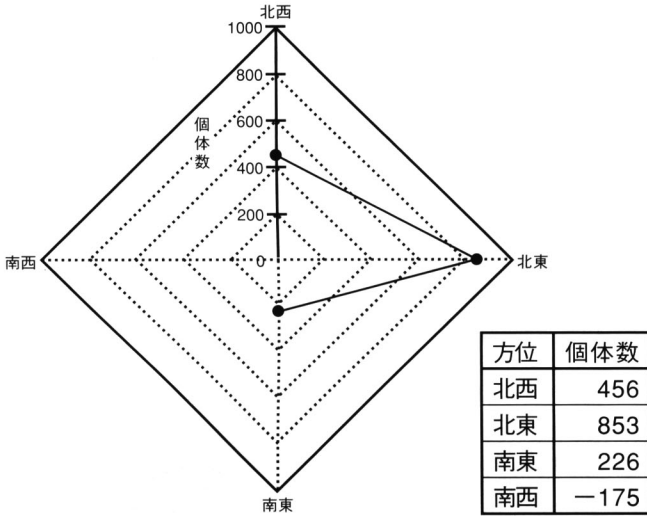 北西
1000
800
600
個体数
400
200
0
南西
北東
南東
方位 個体数
北西 456
北東 853
南東 226
南西 －175